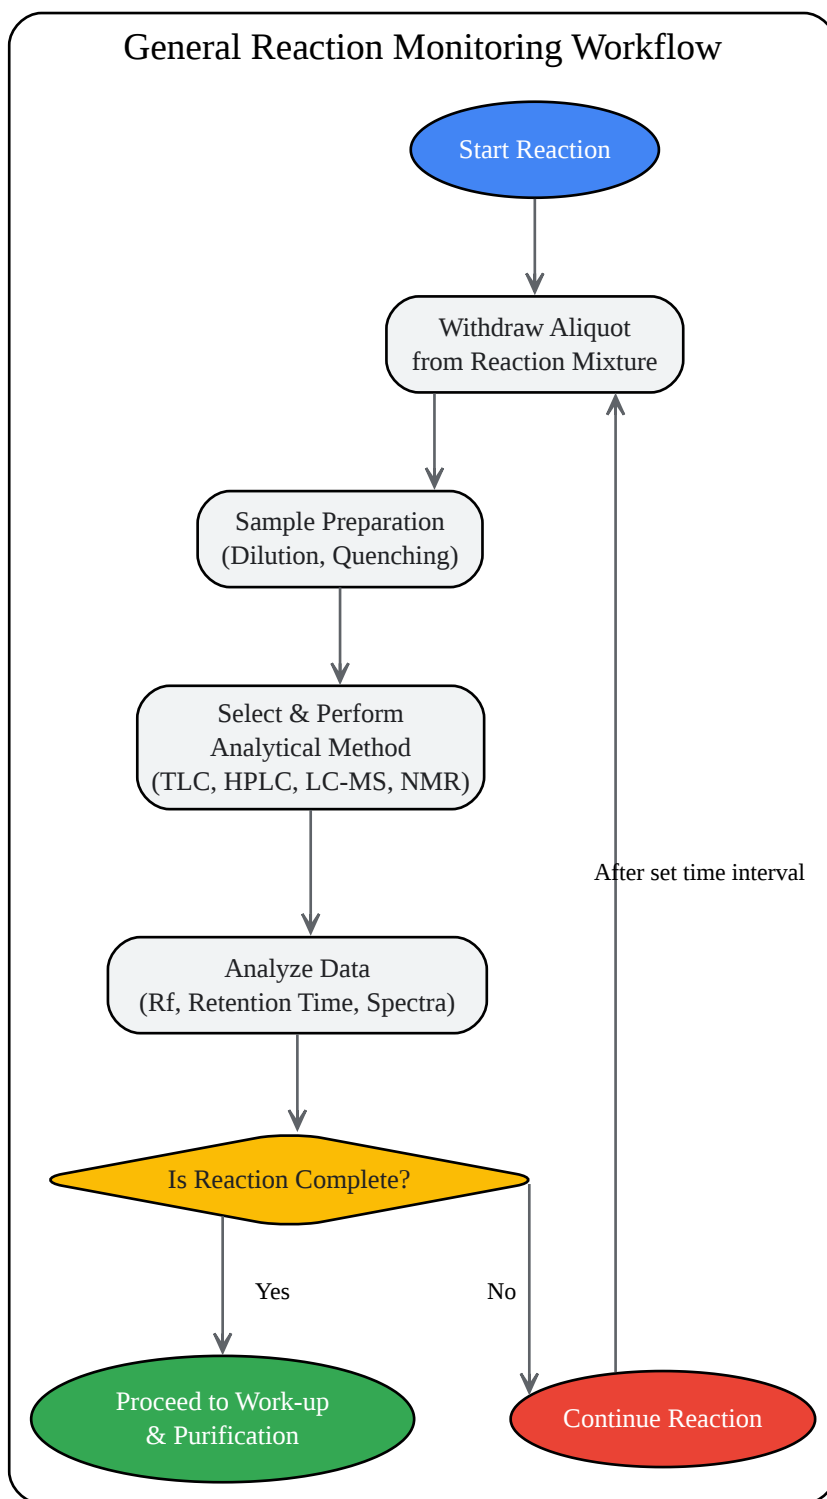 General Reaction Monitoring Workflow
Start Reaction
Withdraw Aliquot
from Reaction Mixture
Sample Preparation
(Dilution, Quenching)
Select & Perform
Analytical Method
(TLC, HPLC, LC-MS, NMR)
After set time interval
Analyze Data
(Rf, Retention Time, Spectra)
Is Reaction Complete?
Yes
No
Proceed to Work-up
& Purification
Continue Reaction